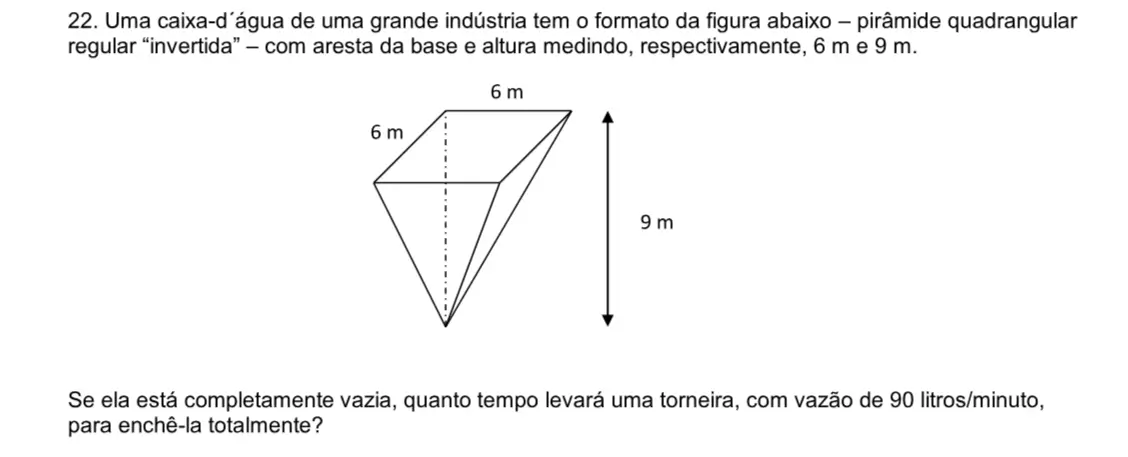 22. Uma caixa-d´água de uma grande indústria tem o formato da figura abaixo – pirâmide quadrangular
regular “invertida” – com aresta da base e altura medindo, respectivamente, 6 m e 9 m.
6 m
6 m
9 m
Se ela está completamente vazia, quanto tempo levará uma torneira, com vazão de 90 litros/minuto,
para enchê-la totalmente?